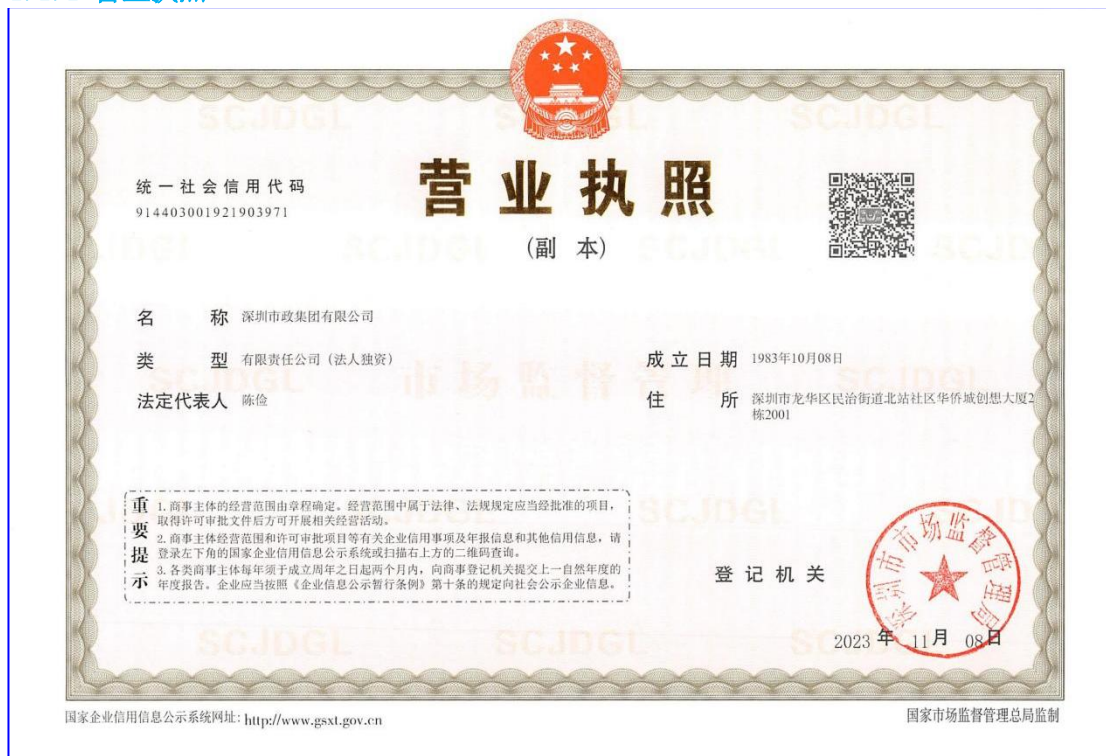 统一社会信用代码
914403001921903971
营业执照
(副 本)
名 称 深圳市政集团有限公司
类 型 有限责任公司（法人独资）
法定代表人 陈俭
成立日期 1983年10月08日
住 所 深圳市龙华区民治街道北站社区华侨城创想大厦2
栋2001
重要提示
1. 商事主体的经营范围由章程确定。经营范围中属于法律、法规规定应当经批准的项目，
取得许可审批文件后方可开展相关经营活动。
2. 商事主体经营范围和许可审批项目等有关企业信用事项及年报信息和其他信用信息，请
登录左下角的国家企业信用信息公示系统或扫描右上方的二维码查询。
3. 各类商事主体每年须于成立周年之日起两个月内，向商事登记机关提交上一自然年度的
年度报告。企业应当按照《企业信息公示暂行条例》第十条的规定向社会公示企业信息。
登记机关
深圳市市场监督管理局
2023 年 11月 08日
SCJDGL
市场监督管理
国家企业信用信息公示系统网址: http://www.gsxt.gov.cn
国家市场监督管理总局监制